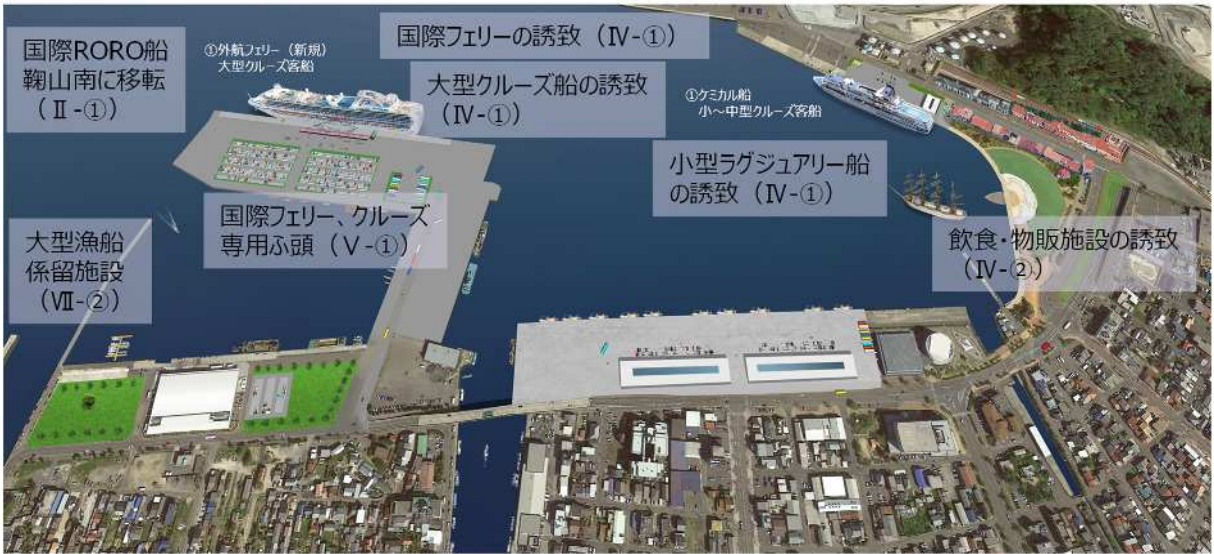 国際RORO船
鞠山南に移転
（Ⅱ-①）
①外航フェリー（新規）
大型クルーズ客船
国際フェリーの誘致（Ⅳ-①）
大型クルーズ船の誘致
（Ⅳ-①）
①ケミカル船
小～中型クルーズ客船
小型ラグジュアリー船
の誘致（Ⅳ-①）
国際フェリー、クルーズ
専用ふ頭（Ⅴ-①）
大型漁船
係留施設
（Ⅶ-②）
飲食・物販施設の誘致
（Ⅳ-②）